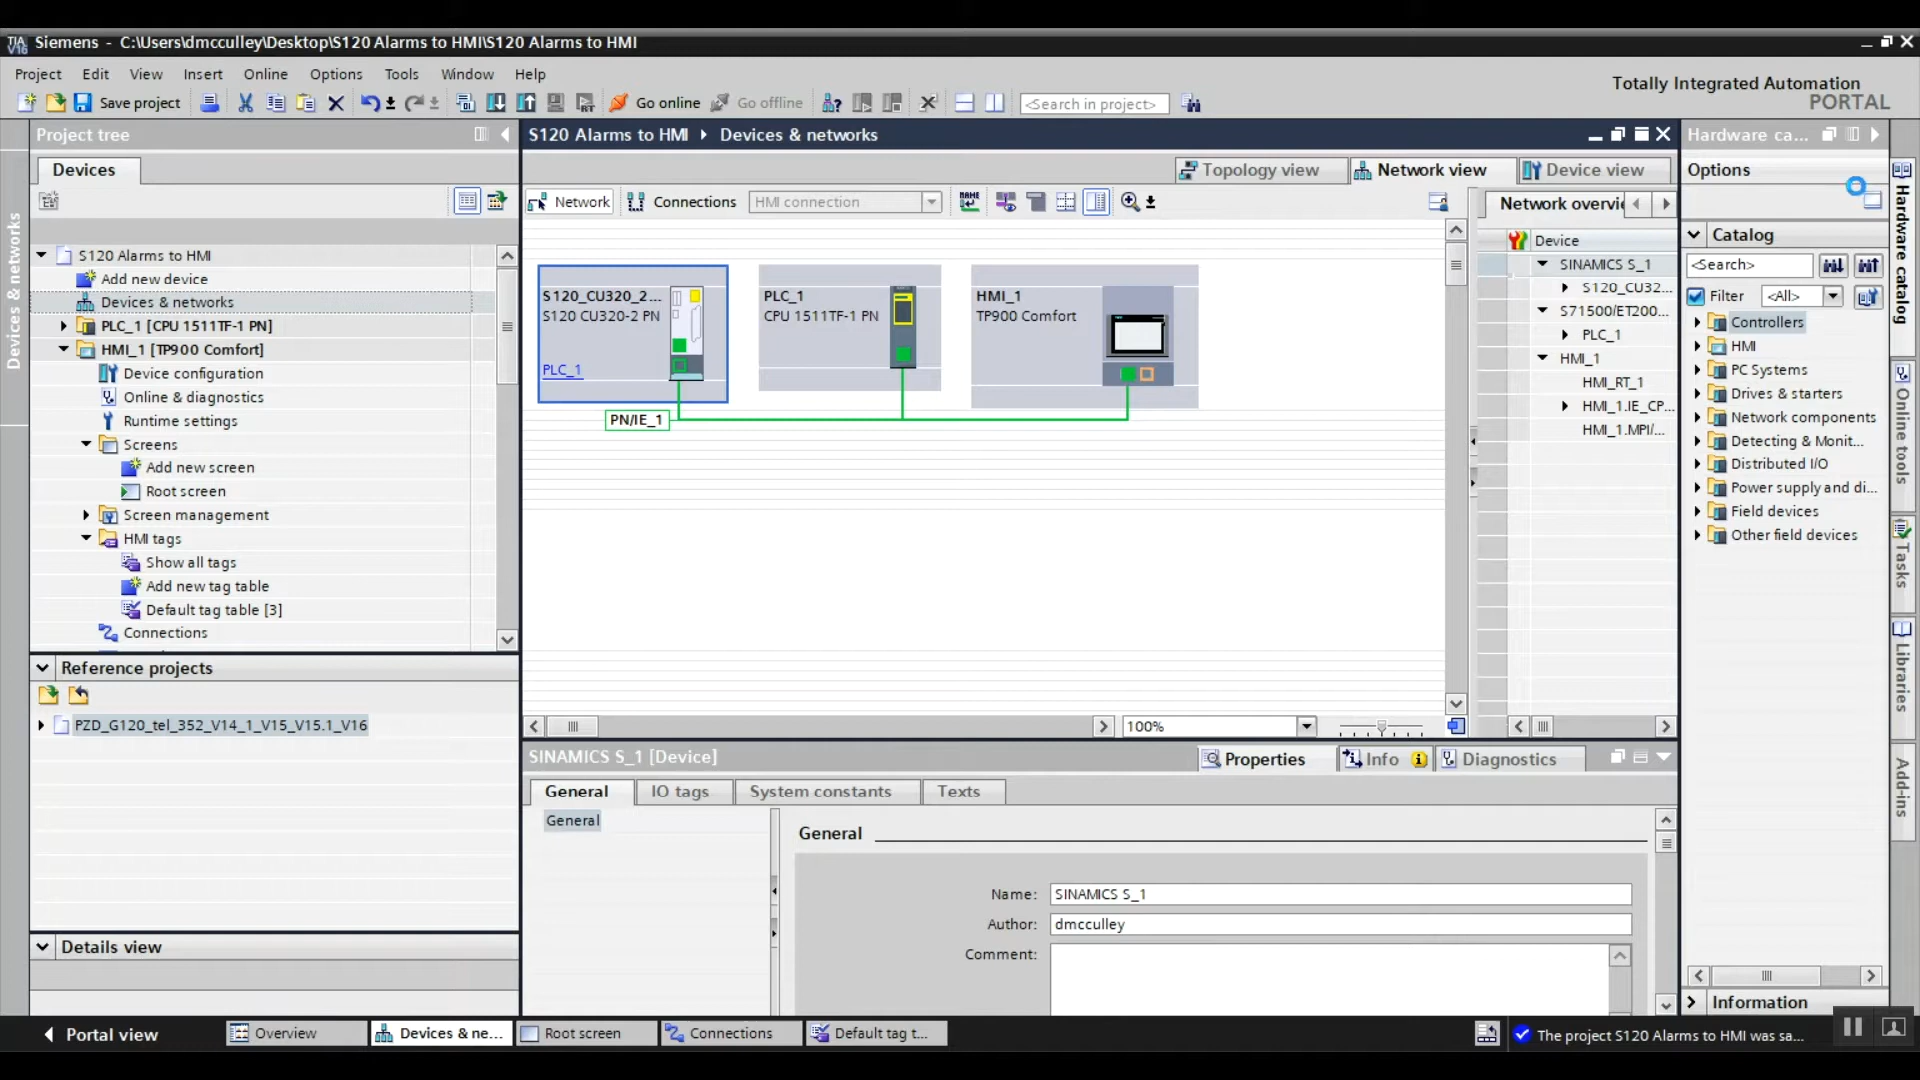 TIA V16 Siemens - C:\Users\dmcculley\Desktop\S120 Alarms to HMI\S120 Alarms to HMI
Project Edit View Insert Online Options Tools Window Help
Totally Integrated Automation
PORTAL
Save project
Go online
Go offline
<Search in project>
Project tree
S120 Alarms to HMI
Devices & networks
Hardware ca...
Devices
Topology view
Network view
Device view
Options
Network
Connections
HMI connection
Network overvi
Device
SINAMICS S_1
S120_CU32...
S71500/ET200...
PLC_1
HMI_1
HMI_RT_1
HMI_1.IE_CP...
HMI_1.MPI/...
Catalog
<Search>
Filter
<All>
Controllers
HMI
PC Systems
Drives & starters
Network components
Detecting & Monit...
Distributed I/O
Power supply and di...
Field devices
Other field devices
Information
Hardware catalog
Online tools
Tasks
Libraries
Add-ins
Devices & networks
S120 Alarms to HMI
Add new device
Devices & networks
PLC_1 [CPU 1511TF-1 PN]
HMI_1 [TP900 Comfort]
Device configuration
Online & diagnostics
Runtime settings
Screens
Add new screen
Root screen
Screen management
HMI tags
Show all tags
Add new tag table
Default tag table [3]
Connections
S120_CU320_2...
S120 CU320-2 PN
PLC_1
PLC_1
CPU 1511TF-1 PN
HMI_1
TP900 Comfort
PN/IE_1
100%
Reference projects
PZD_G120_tel_352_V14_1_V15_V15.1_V16
Details view
SINAMICS S_1 [Device]
Properties
Info
Diagnostics
General
IO tags
System constants
Texts
General
General
Name: SINAMICS S_1
Author: dmcculley
Comment:
Portal view
Overview
Devices & ne...
Root screen
Connections
Default tag t...
The project S120 Alarms to HMI was sa...